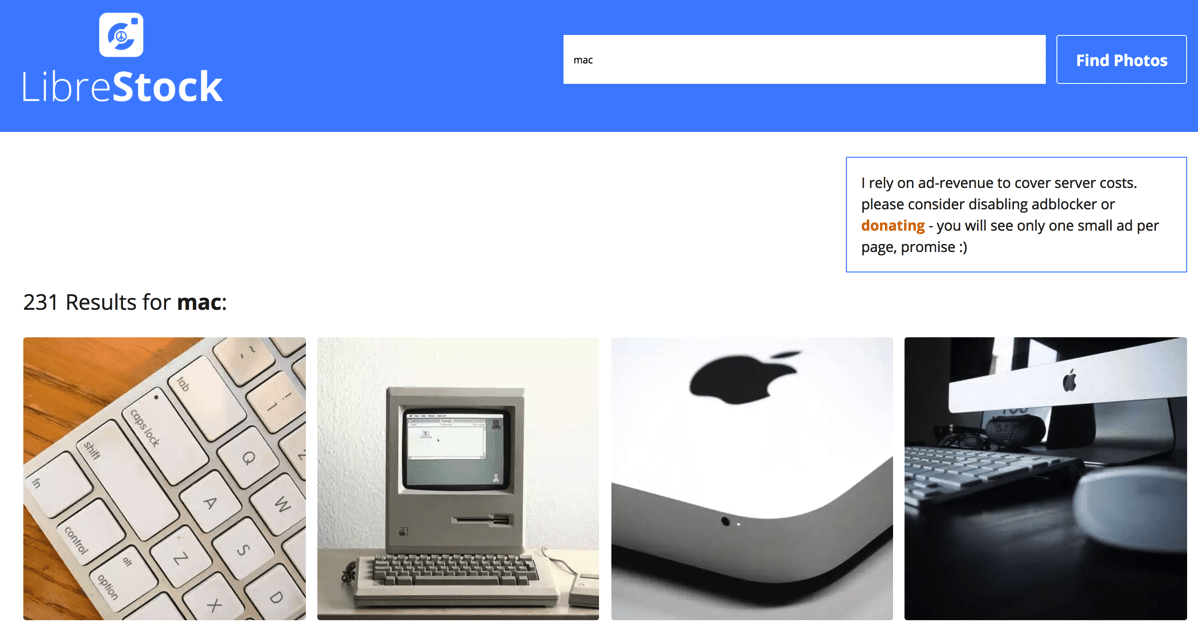 LibreStock
mac
Find Photos
I rely on ad-revenue to cover server costs.
please consider disabling adblocker or
donating - you will see only one small ad per
page, promise :)
231 Results for mac:
tab
caps lock
shift
fn
control
alt
option
Q
W
A
S
Z
X
D
1
!
~